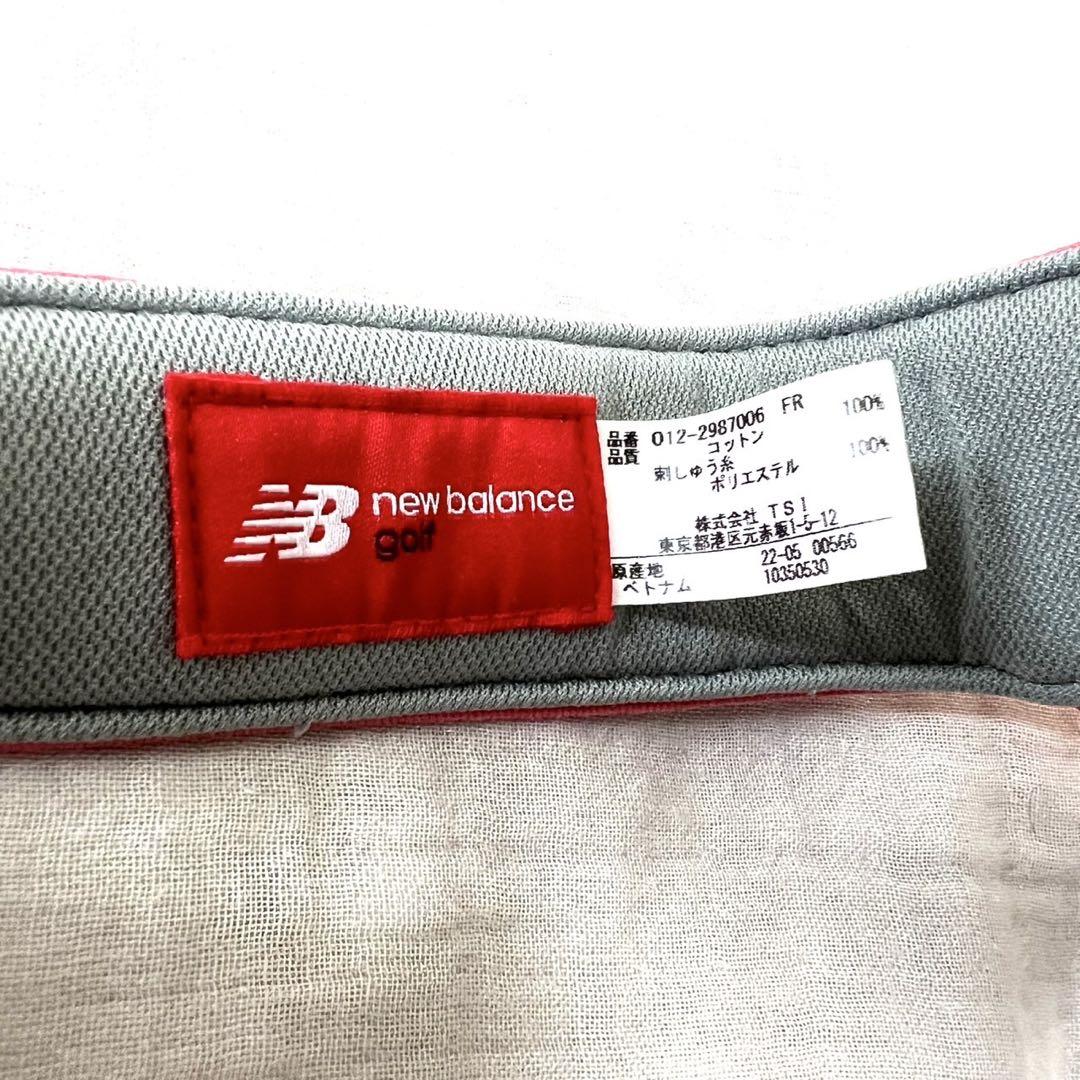 NB new balance
golf
品番 012-2987006 FR
品質 コットン 100%
刺しゅう糸
ポリエステル 100%
株式会社 TSI
東京都港区元赤坂1-5-12
22-05 00566
原産地 10350530
ベトナム